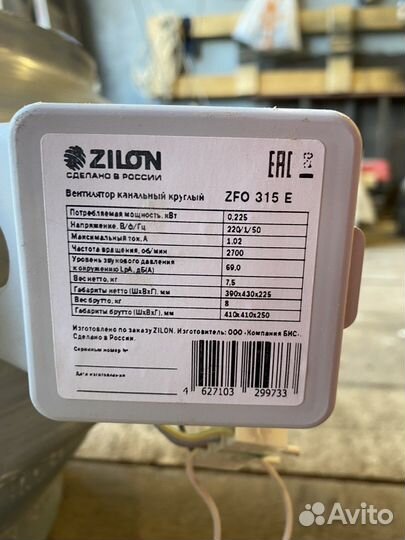 ZILON
СДЕЛАНО В РОССИИ
EAC
Вентилятор канальный круглый ZFO 315 E
Потребляемая мощность, кВт 0,225
Напряжение, В/ф/Гц 220/1/50
Максимальный ток, А 1.02
Частота вращения, об/мин 2700
Уровень звукового давления
к окружению LpA, дБ(А) 69,0
Вес нетто, кг 7,5
Габариты нетто (ШхВхГ), мм 390х430х225
Вес брутто, кг 8
Габариты брутто (ШхВхГ), мм 410х410х250
Изготовлено по заказу ZILON. Изготовитель: ООО «Компания БИС».
Сделано в России.
Серийный номер №
Дата изготовления
4 627103 299733
Avito